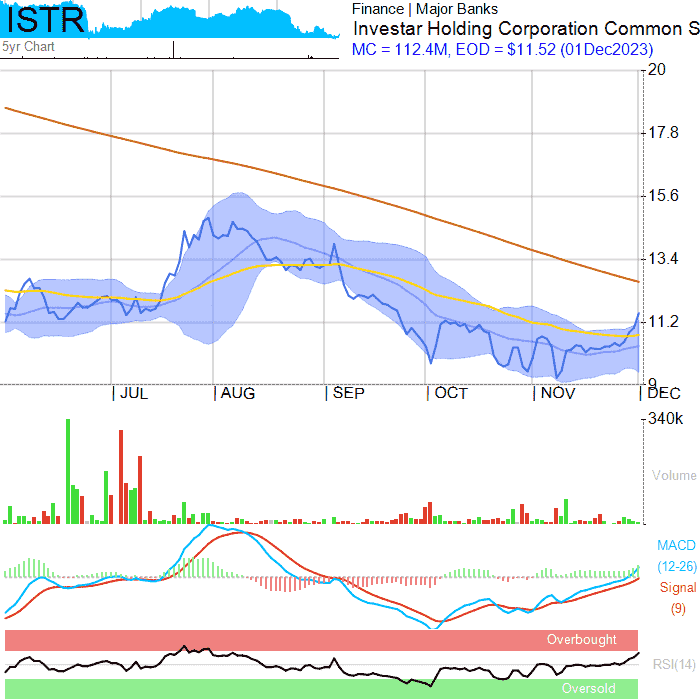 ISTR
5yr Chart
Finance | Major Banks
Investar Holding Corporation Common S
MC = 112.4M, EOD = $11.52 (01Dec2023)
20
17.8
15.6
13.4
11.2
9
JUL AUG SEP OCT NOV DEC
340k
Volume
MACD
(12-26)
Signal
(9)
Overbought
RSI(14)
Oversold